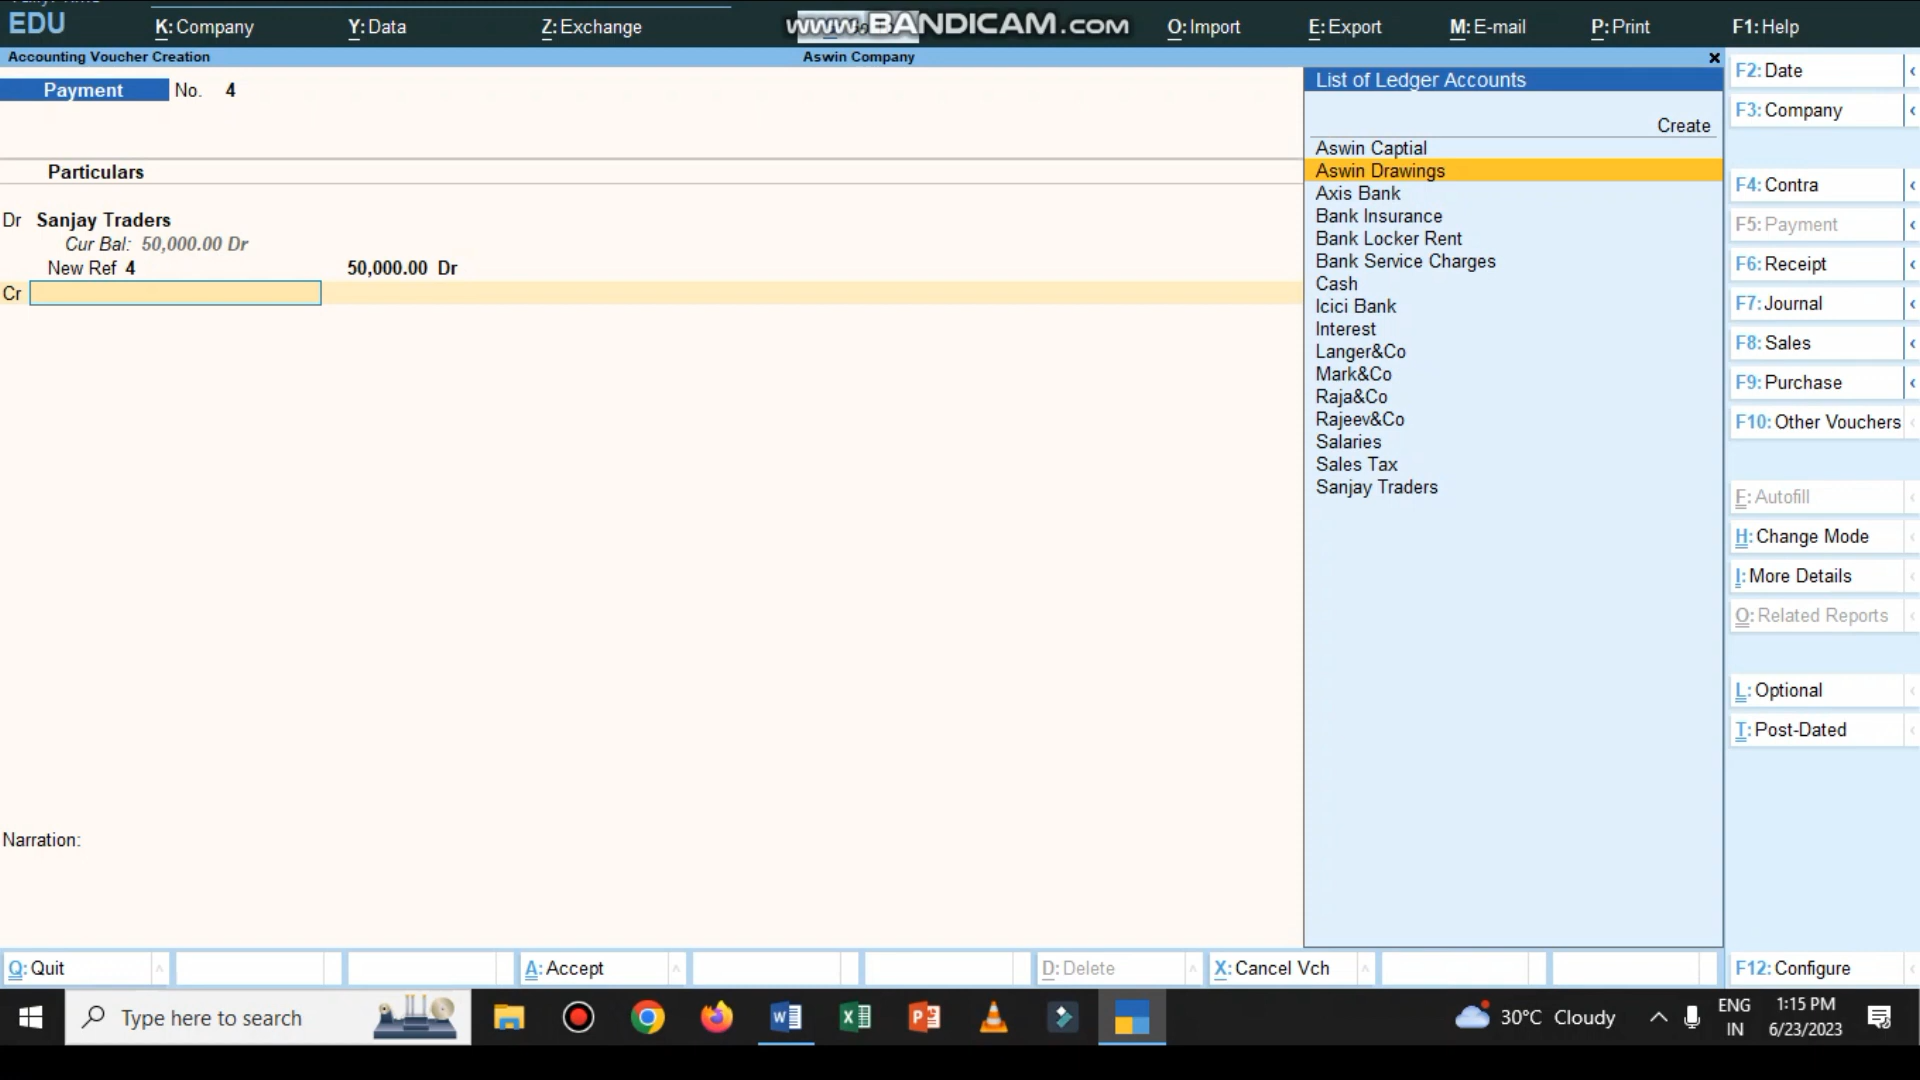 EDU
K: Company
Y: Data
Z: Exchange
www.BANDICAM.com
O: Import
E: Export
M: E-mail
P: Print
F1: Help
Accounting Voucher Creation
Aswin Company
Payment No. 4
Particulars
Dr Sanjay Traders
Cur Bal: 50,000.00 Dr
New Ref 4 50,000.00 Dr
Cr
Narration:
List of Ledger Accounts
Create
Aswin Captial
Aswin Drawings
Axis Bank
Bank Insurance
Bank Locker Rent
Bank Service Charges
Cash
Icici Bank
Interest
Langer&Co
Mark&Co
Raja&Co
Rajeev&Co
Salaries
Sales Tax
Sanjay Traders
F2: Date
F3: Company
F4: Contra
F5: Payment
F6: Receipt
F7: Journal
F8: Sales
F9: Purchase
F10: Other Vouchers
F: Autofill
H: Change Mode
I: More Details
O: Related Reports
L: Optional
T: Post-Dated
F12: Configure
Q: Quit
A: Accept
D: Delete
X: Cancel Vch
Type here to search
30°C Cloudy
ENG
IN
1:15 PM
6/23/2023